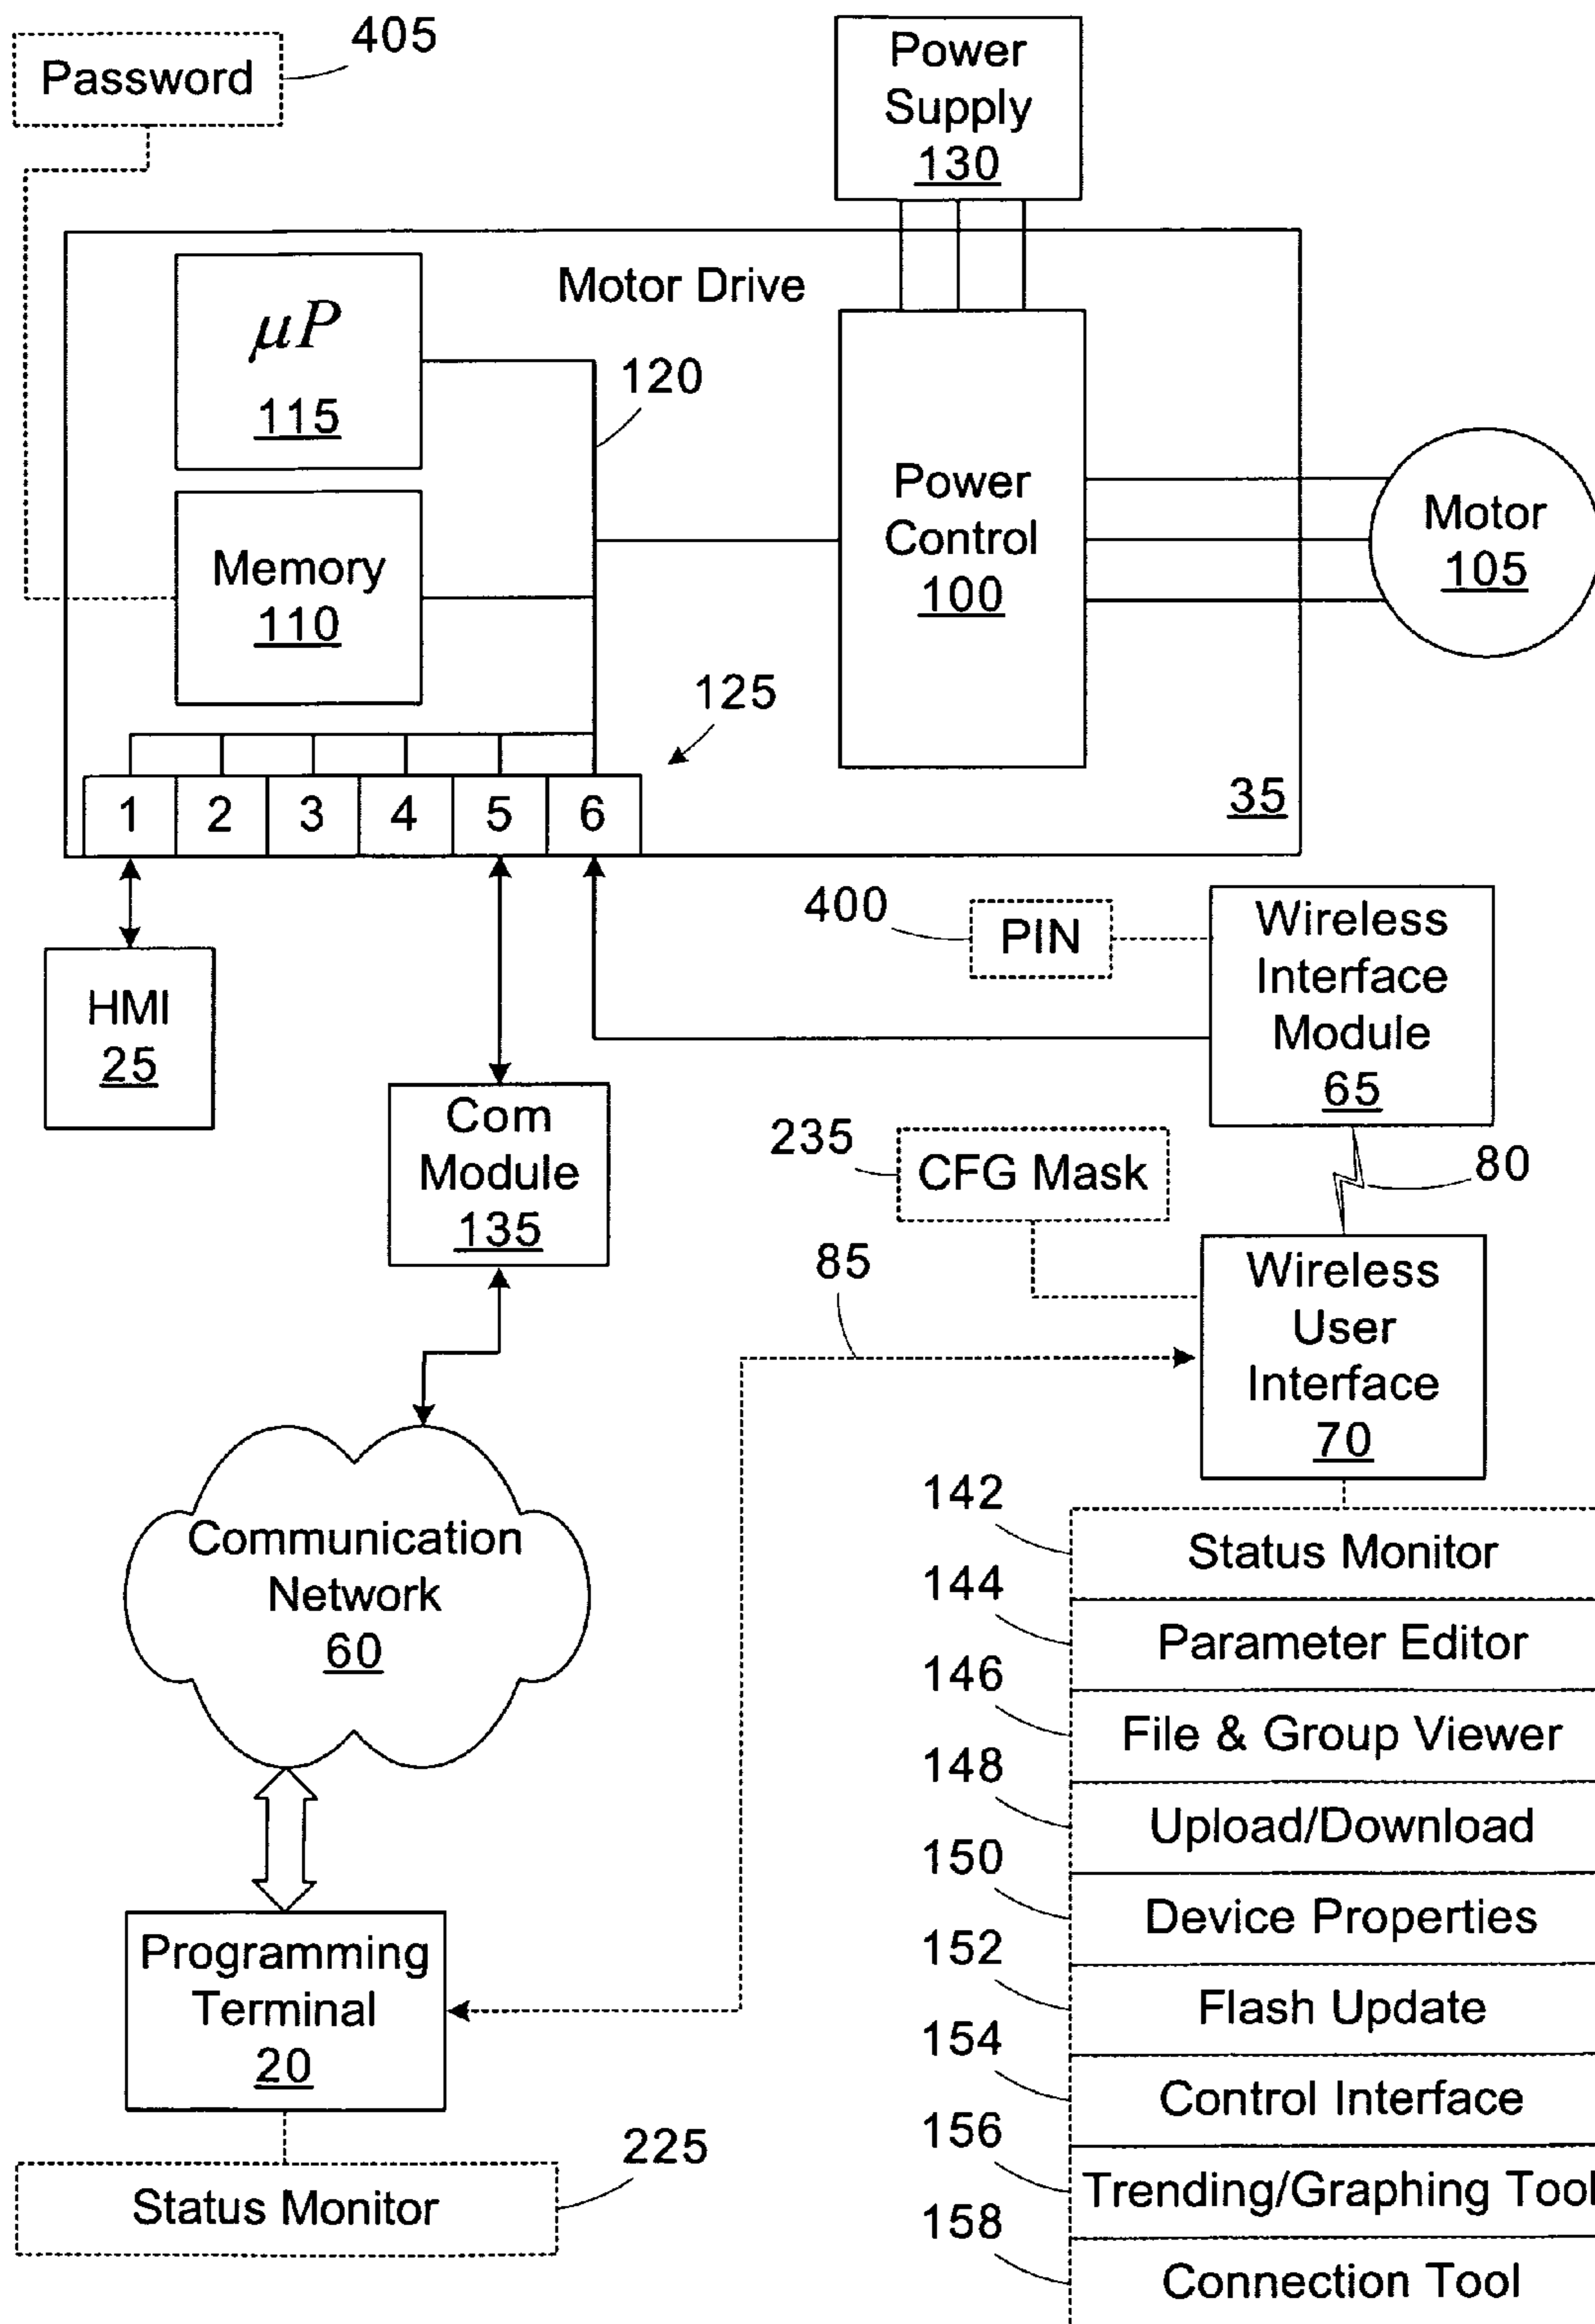 405
Password
Power
Supply
130
Motor Drive
μP
115
120
Power
Control
100
Motor
105
Memory
110
125
1 2 3 4 5 6
35
400
PIN
Wireless
Interface
Module
65
HMI
25
Com
Module
135
235
CFG Mask
80
85
Wireless
User
Interface
70
Communication
Network
60
142
Status Monitor
144
Parameter Editor
146
File & Group Viewer
148
Upload/Download
150
Device Properties
152
Flash Update
154
Control Interface
156
Trending/Graphing Tool
158
Connection Tool
Programming
Terminal
20
225
Status Monitor